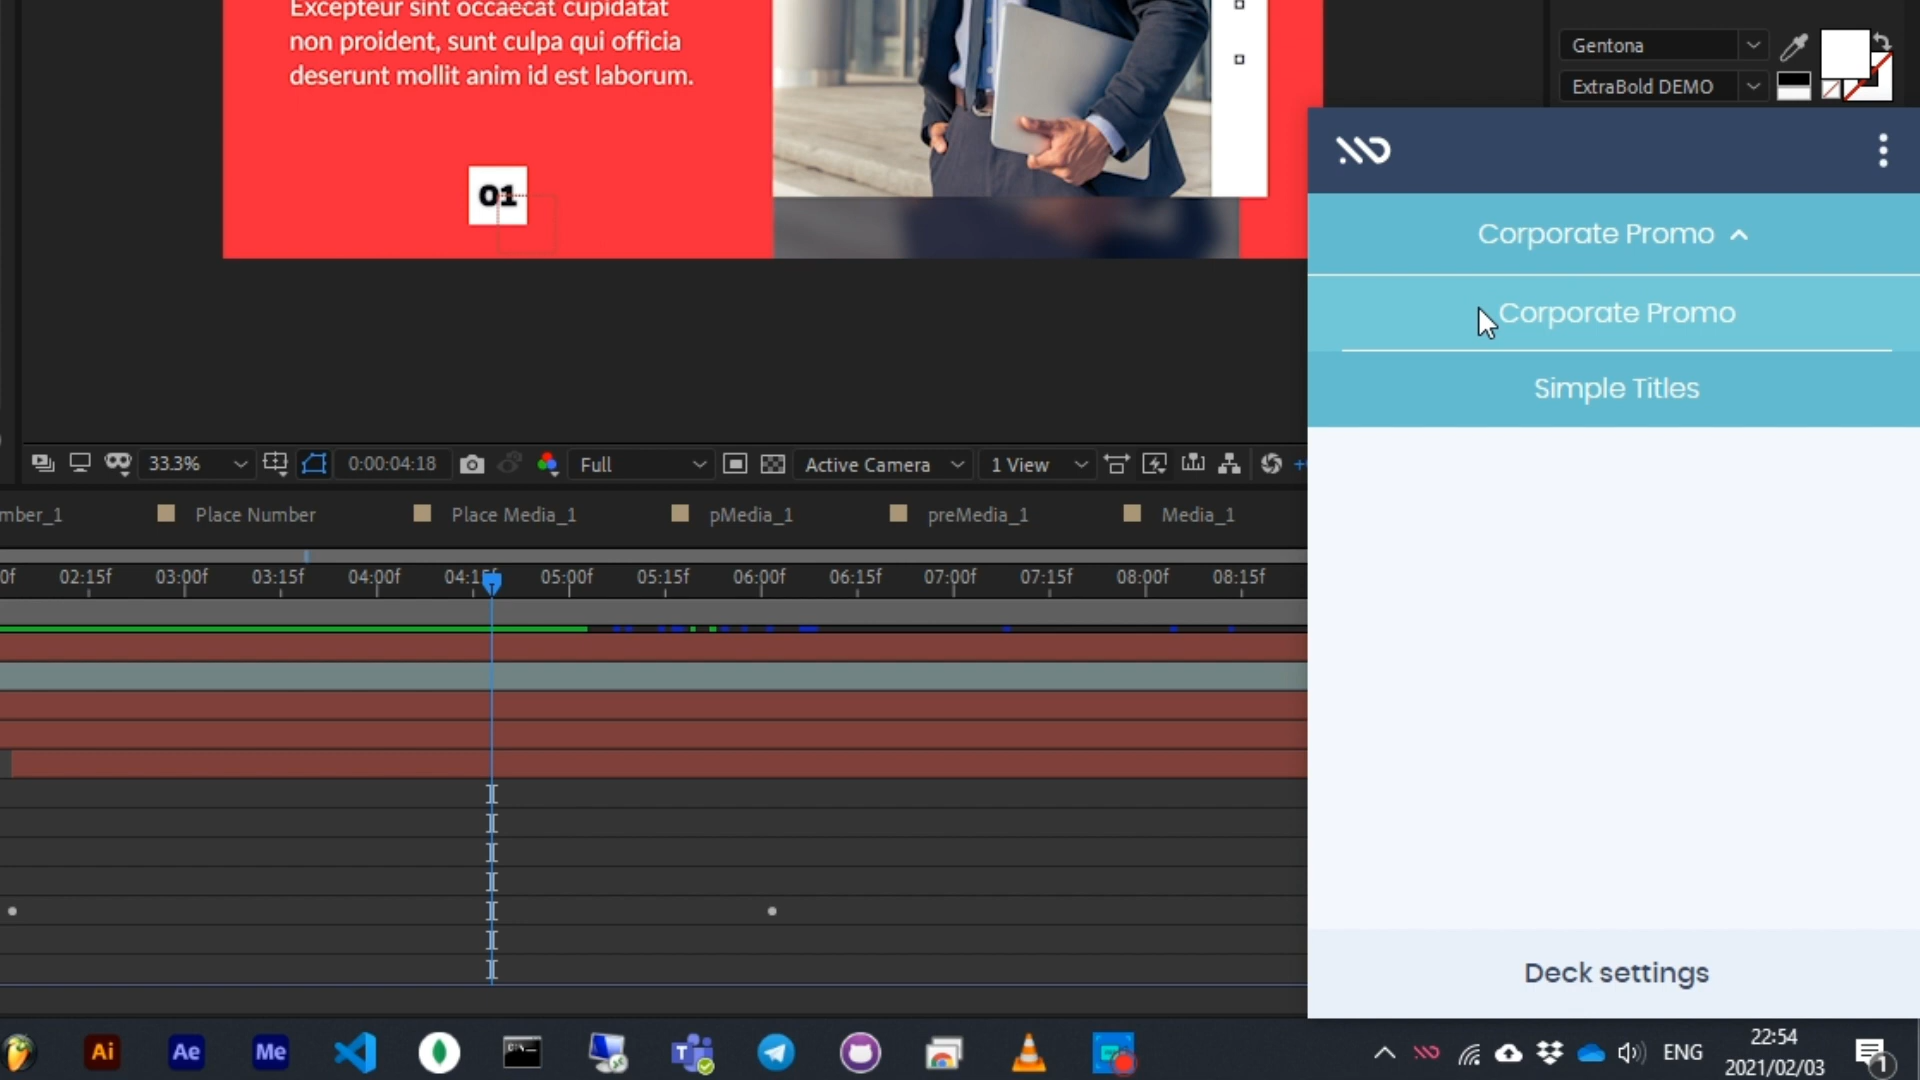 Excepteur sint occaecat cupidatat
non proident, sunt culpa qui officia
deserunt mollit anim id est laborum.
01
Gentona
ExtraBold DEMO
Corporate Promo
Corporate Promo
Simple Titles
Deck settings
33.3%
0:00:04:18
Full
Active Camera
1 View
mber_1
Place Number
Place Media_1
pMedia_1
preMedia_1
Media_1
0f
02:15f
03:00f
03:15f
04:00f
04:15f
05:00f
05:15f
06:00f
06:15f
07:00f
07:15f
08:00f
08:15f
Ai
Ae
Me
ENG
22:54
2021/02/03
1